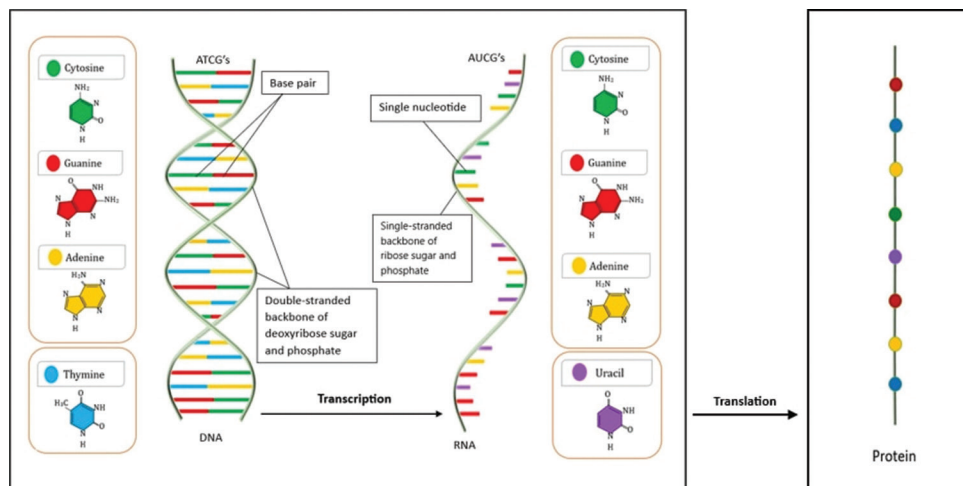 ATCG's
AUCG's
Cytosine
NH₂
N
O
N
H
Guanine
O
NH
NH₂
N
N
N
H
Adenine
H₂N
N
N
N
N
H
Thymine
O
H₃C
NH
O
N
H
Base pair
Double-stranded
backbone of
deoxyribose sugar
and phosphate
DNA
Transcription
Single nucleotide
Single-stranded
backbone of
ribose sugar and
phosphate
RNA
Cytosine
NH₂
N
O
N
H
Guanine
O
NH
NH₂
N
N
N
H
Adenine
H₂N
N
N
N
N
H
Uracil
O
NH
O
N
H
Translation
Protein